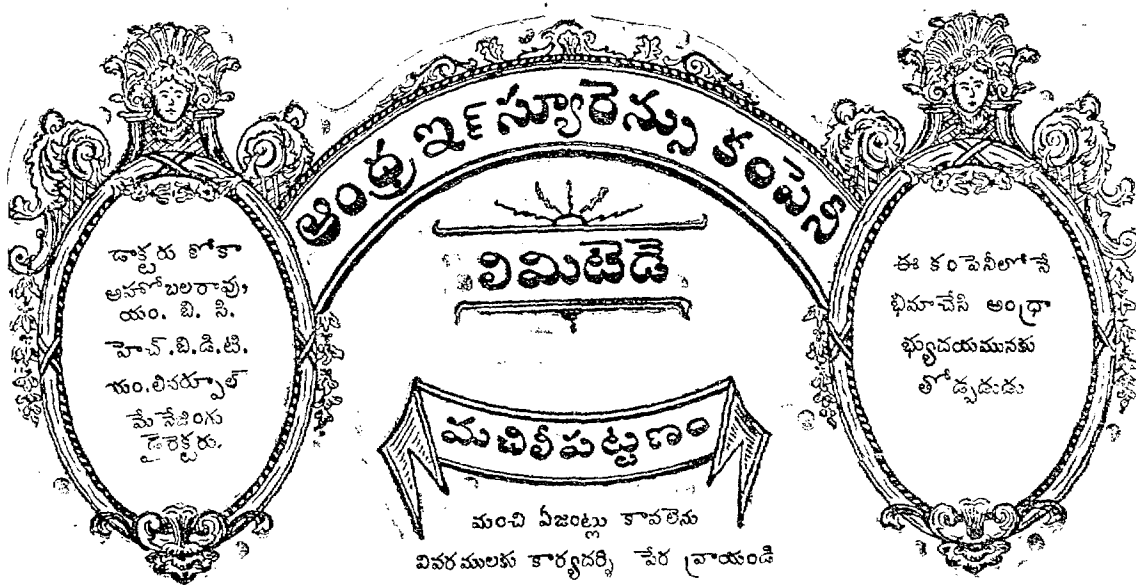 ఆంధ్ర ఇన్‌స్యూరెన్సు కంపెనీ
లిమిటెడ్
మచిలీపట్టణం
మంచి ఏజంట్లు కావలెను
వివరములకు కార్యదర్శి పేర వ్రాయండి
డాక్టరు కోకా
అహోబలరావు,
యం. బి. సి.
హెచ్.బి.డి.టి.
యం.లివర్పూల్
మేనేజింగు
డైరెక్టరు.
ఈ కంపెనీలోనే
భీమాచేసి ఆంధ్రా
భ్యుదయమునకు
తోడ్పడుడు